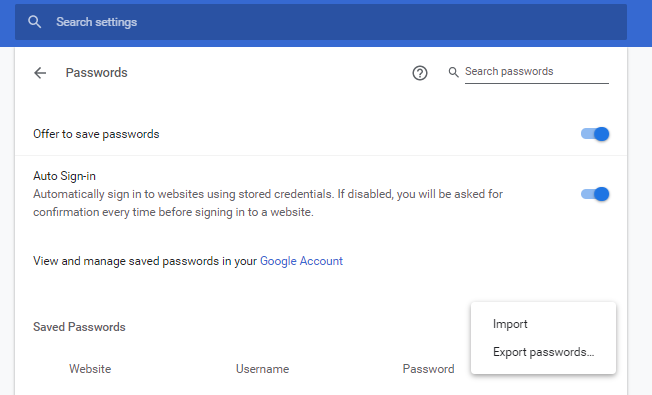 Search settings
Passwords
Search passwords
Offer to save passwords
Auto Sign-in
Automatically sign in to websites using stored credentials. If disabled, you will be asked for
confirmation every time before signing in to a website.
View and manage saved passwords in your Google Account
Saved Passwords
Import
Export passwords...
Website Username Password